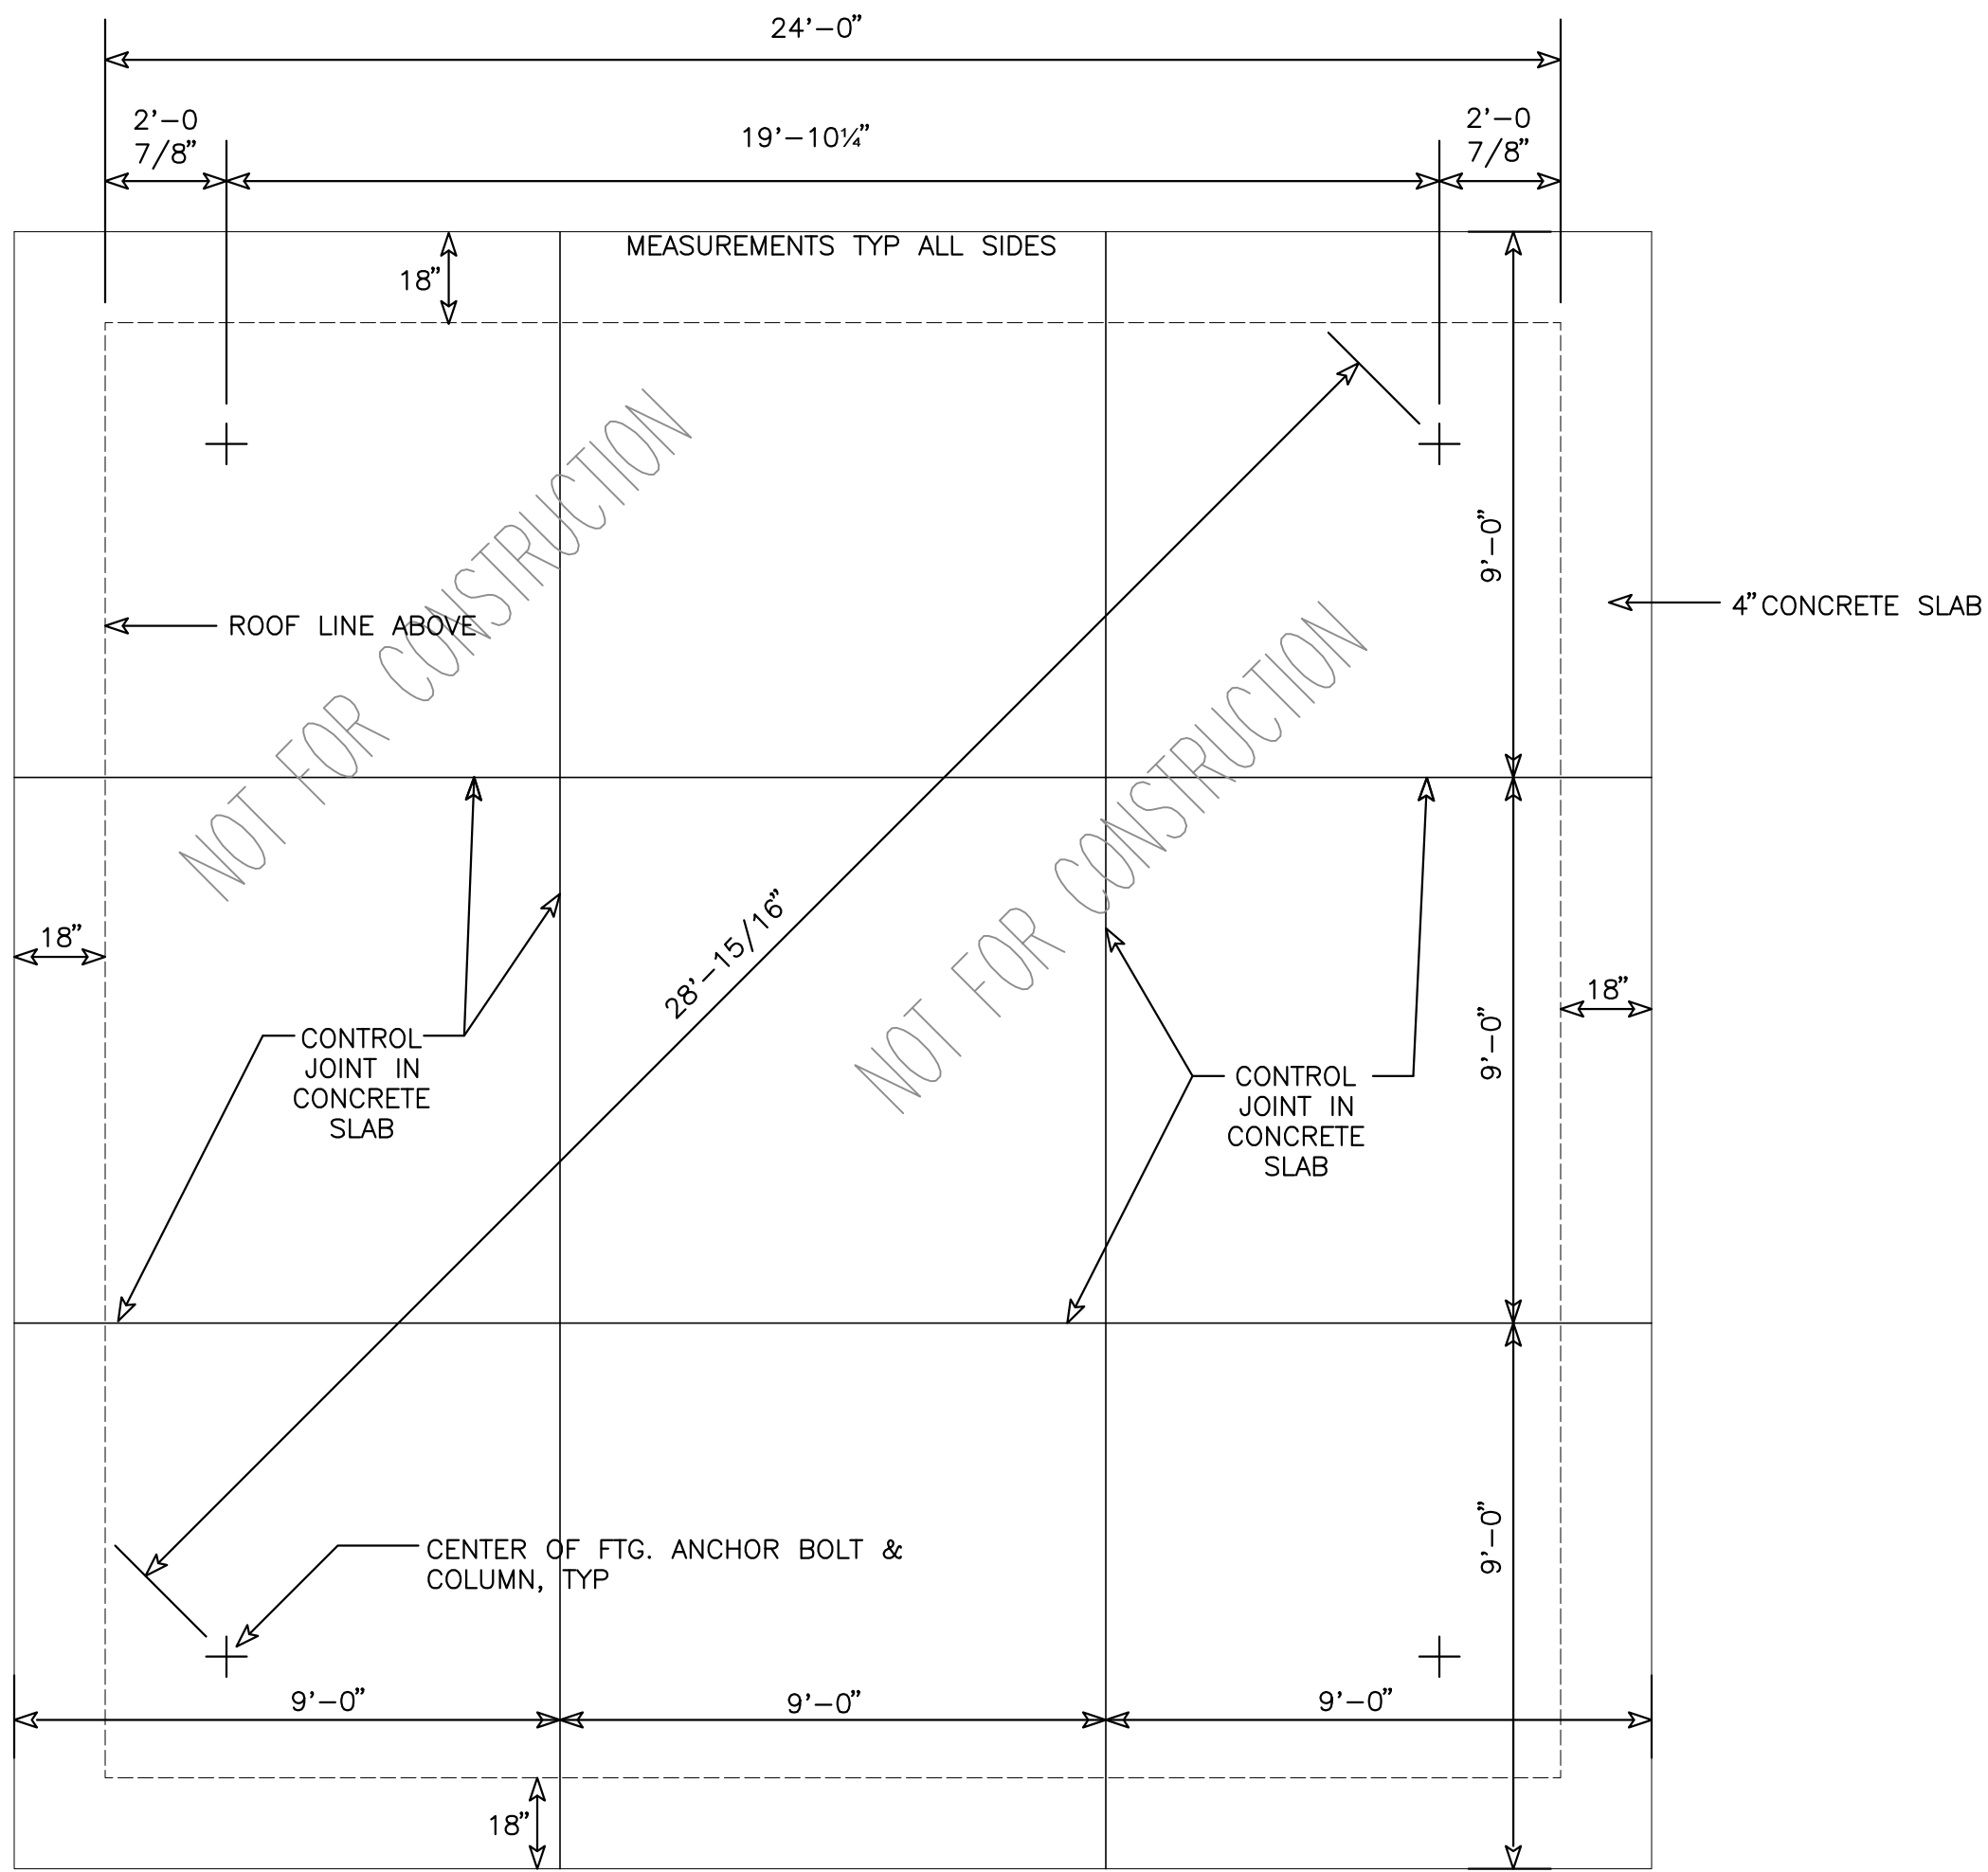 24'-0"
2'-0
7/8"
19'-10¼"
2'-0
7/8"
MEASUREMENTS TYP ALL SIDES
18"
NOT FOR CONSTRUCTION
9'-0"
4" CONCRETE SLAB
ROOF LINE ABOVE
NOT FOR CONSTRUCTION
28'-15/16"
18"
18"
9'-0"
CONTROL
JOINT IN
CONCRETE
SLAB
CONTROL
JOINT IN
CONCRETE
SLAB
9'-0"
CENTER OF FTG. ANCHOR BOLT &
COLUMN, TYP
9'-0"
9'-0"
9'-0"
18"